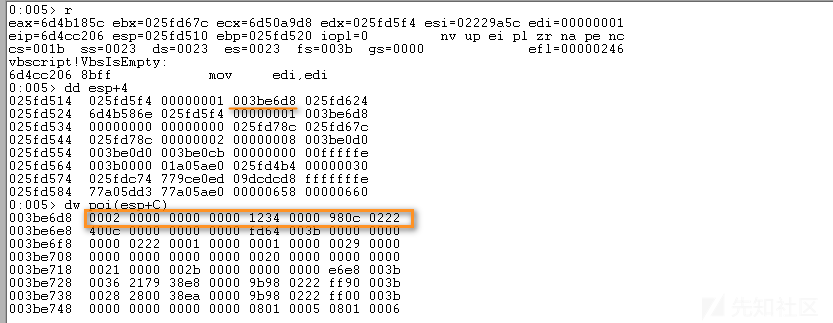 0:005> r
eax=6d4b185c ebx=025fd67c ecx=6d50a9d8 edx=025fd5f4 esi=02229a5c edi=00000001
eip=6d4cc206 esp=025fd510 ebp=025fd520 iopl=0 nv up ei pl zr na pe nc
cs=001b ss=0023 ds=0023 es=0023 fs=003b gs=0000 efl=00000246
vbscript!VbsIsEmpty:
6d4cc206 8bff mov edi,edi
0:005> dd esp+4
025fd514 025fd5f4 00000001 003be6d8 025fd624
025fd524 6d4b586e 025fd5f4 00000001 003be6d8
025fd534 00000000 00000000 025fd78c 025fd67c
025fd544 025fd78c 00000002 00000008 003be0d0
025fd554 003be0d0 003be0cb 00000000 00fffffe
025fd564 003b0000 01a05ae0 025fd4b4 00000030
025fd574 025fdc74 779ce0ed 09dcdcd8 fffffffe
025fd584 77a05dd3 77a05ae0 00000658 00000660
0:005> dw poi(esp+C)
003be6d8 0002 0000 0000 0000 1234 0000 980c 0222
003be6e8 400c 0000 0000 0000 fd64 003b 0000 0000
003be6f8 0000 0222 0001 0000 0001 0000 0029 0000
003be708 0000 0000 0000 0000 0020 0000 0000 0000
003be718 0021 0000 002b 0000 0000 0000 e6e8 003b
003be728 0036 2179 38e8 0000 9b98 0222 ff90 003b
003be738 0028 2800 38ea 0000 9b98 0222 ff00 003b
003be748 0000 0000 0000 0000 0801 0005 0801 0006
先知社区